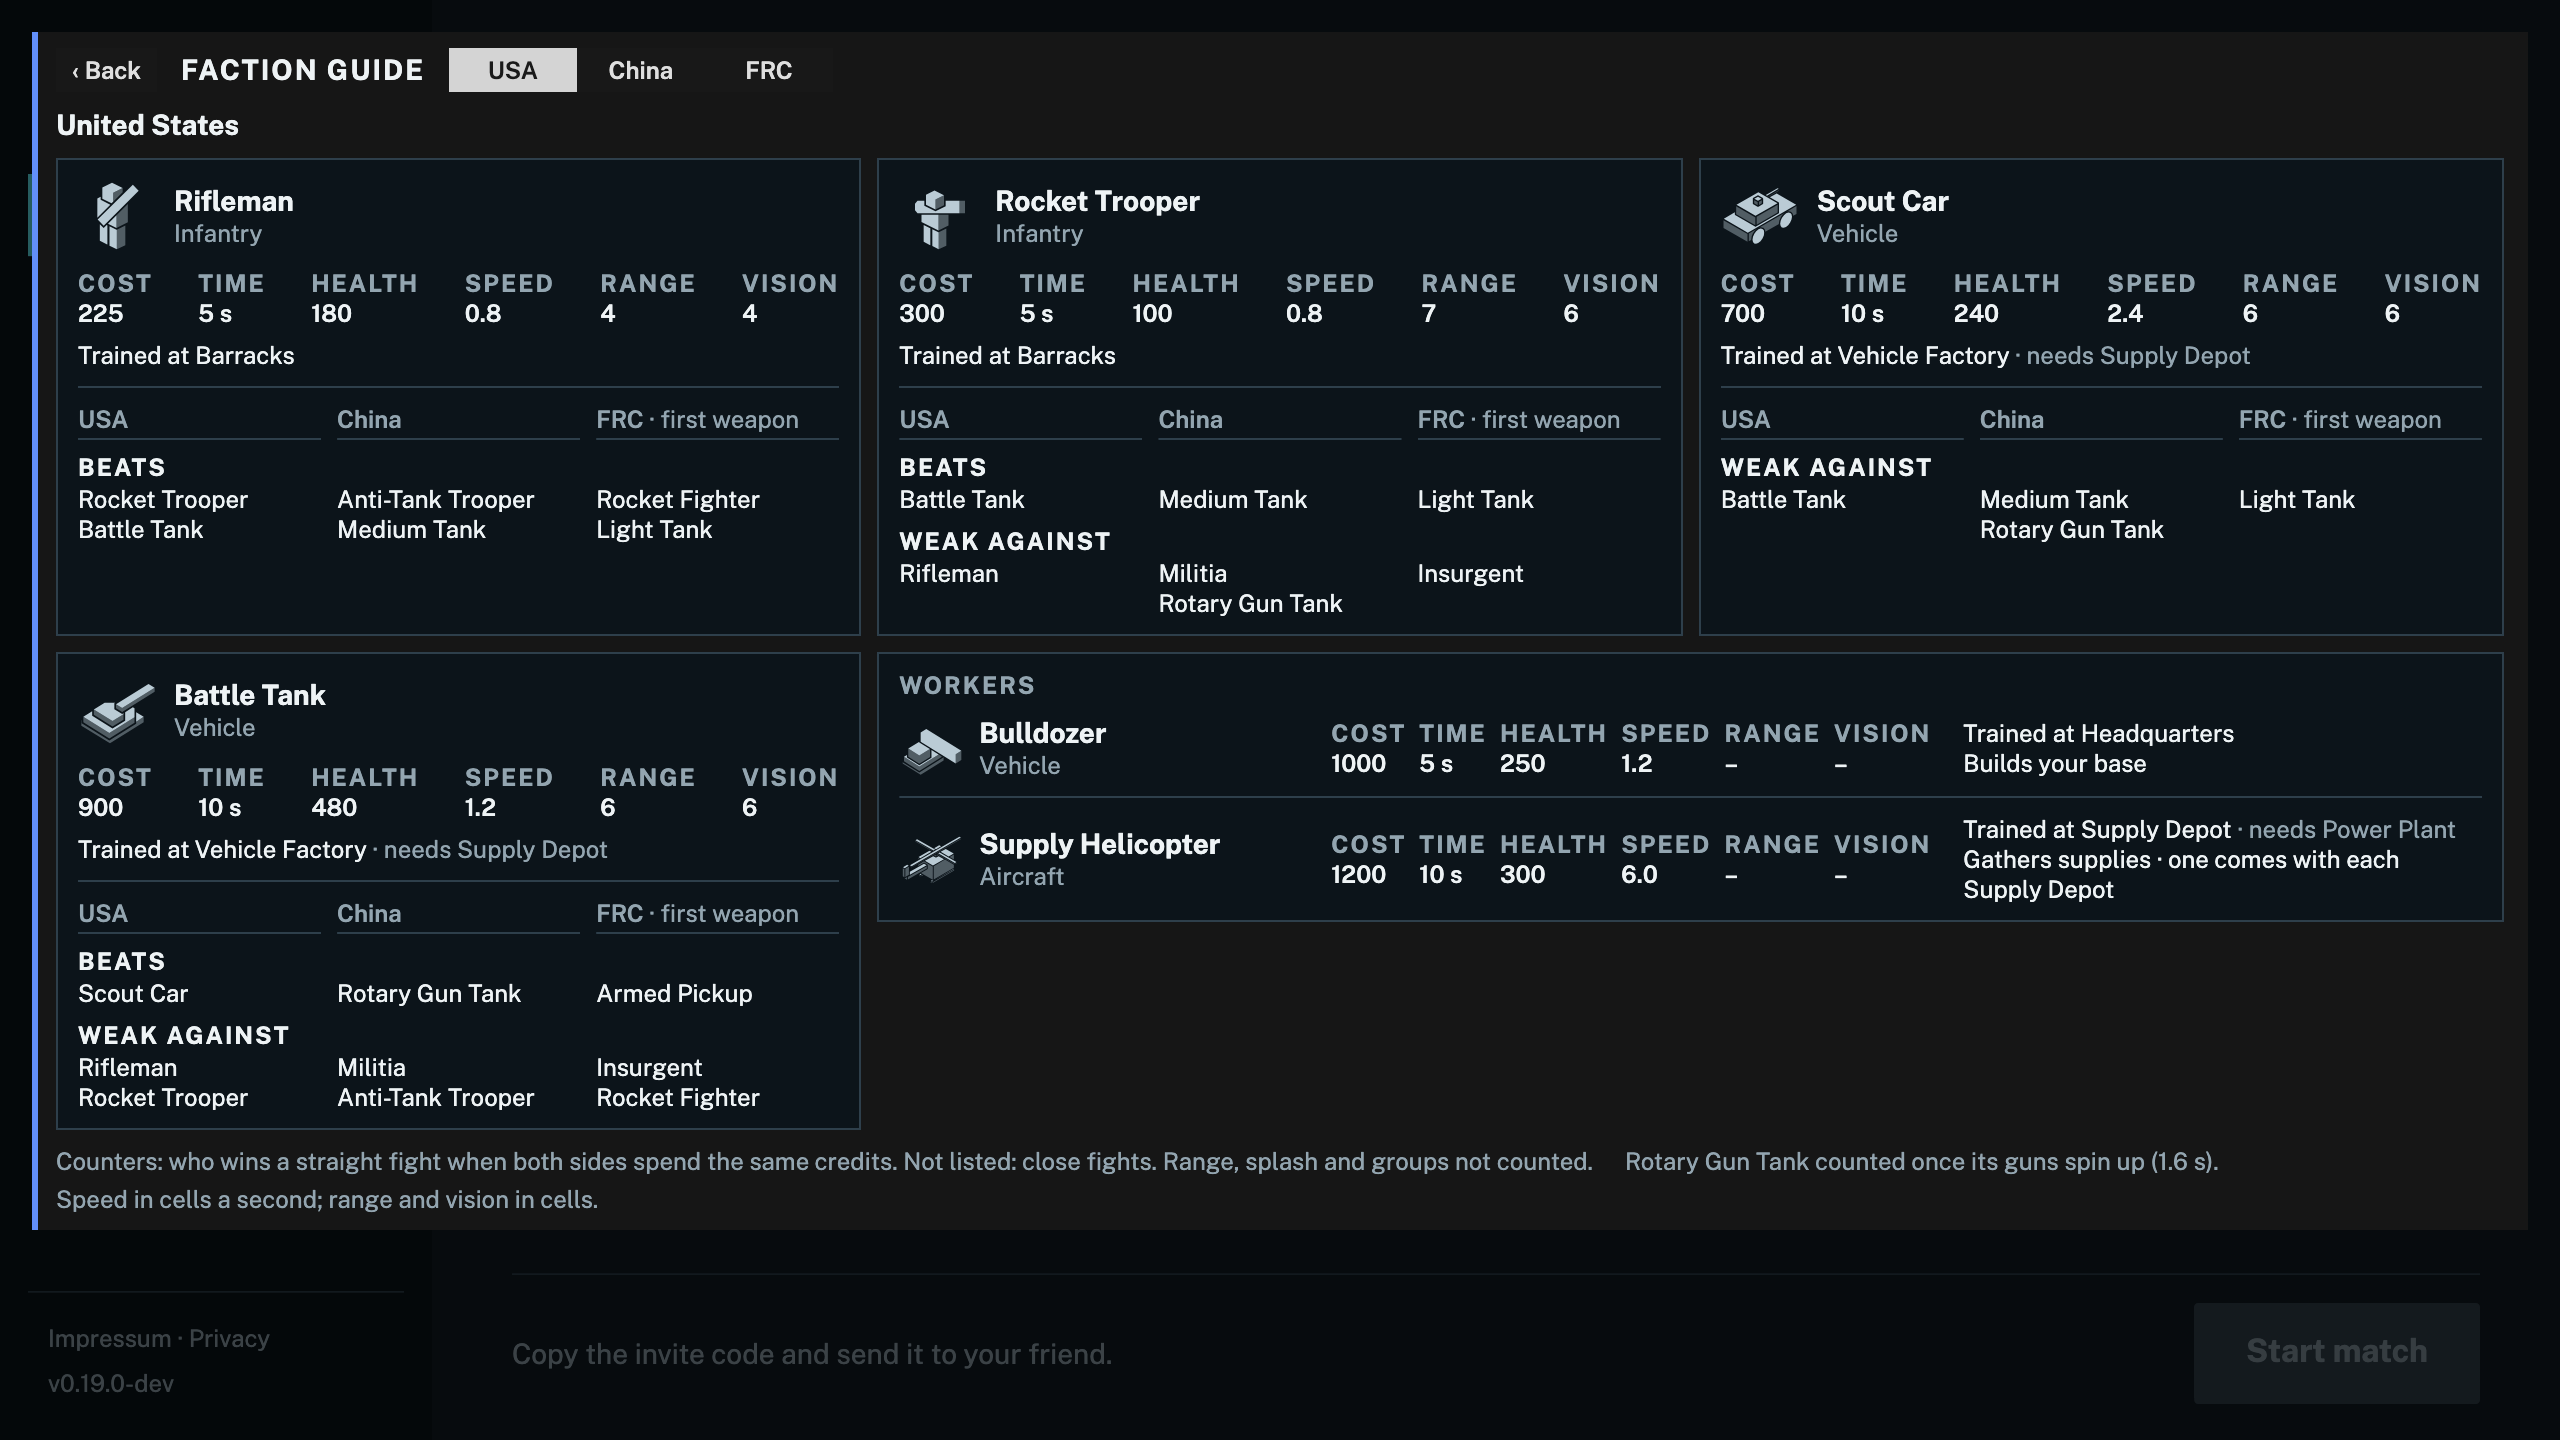 ‹ Back FACTION GUIDE USA China FRC
United States
Rifleman
Infantry
COST TIME HEALTH SPEED RANGE VISION
225 5 s 180 0.8 4 4
Trained at Barracks
USA China FRC · first weapon
BEATS
Rocket Trooper Anti-Tank Trooper Rocket Fighter
Battle Tank Medium Tank Light Tank
Rocket Trooper
Infantry
COST TIME HEALTH SPEED RANGE VISION
300 5 s 100 0.8 7 6
Trained at Barracks
USA China FRC · first weapon
BEATS
Battle Tank Medium Tank Light Tank
WEAK AGAINST
Rifleman Militia Insurgent
Rotary Gun Tank
Scout Car
Vehicle
COST TIME HEALTH SPEED RANGE VISION
700 10 s 240 2.4 6 6
Trained at Vehicle Factory · needs Supply Depot
USA China FRC · first weapon
WEAK AGAINST
Battle Tank Medium Tank Light Tank
Rotary Gun Tank
Battle Tank
Vehicle
COST TIME HEALTH SPEED RANGE VISION
900 10 s 480 1.2 6 6
Trained at Vehicle Factory · needs Supply Depot
USA China FRC · first weapon
BEATS
Scout Car Rotary Gun Tank Armed Pickup
WEAK AGAINST
Rifleman Militia Insurgent
Rocket Trooper Anti-Tank Trooper Rocket Fighter
WORKERS
Bulldozer
Vehicle
COST TIME HEALTH SPEED RANGE VISION
1000 5 s 250 1.2 – –
Trained at Headquarters
Builds your base
Supply Helicopter
Aircraft
COST TIME HEALTH SPEED RANGE VISION
1200 10 s 300 6.0 – –
Trained at Supply Depot · needs Power Plant
Gathers supplies · one comes with each
Supply Depot
Counters: who wins a straight fight when both sides spend the same credits. Not listed: close fights. Range, splash and groups not counted. Rotary Gun Tank counted once its guns spin up (1.6 s).
Speed in cells a second; range and vision in cells.
Impressum · Privacy
v0.19.0-dev
Copy the invite code and send it to your friend.
Start match